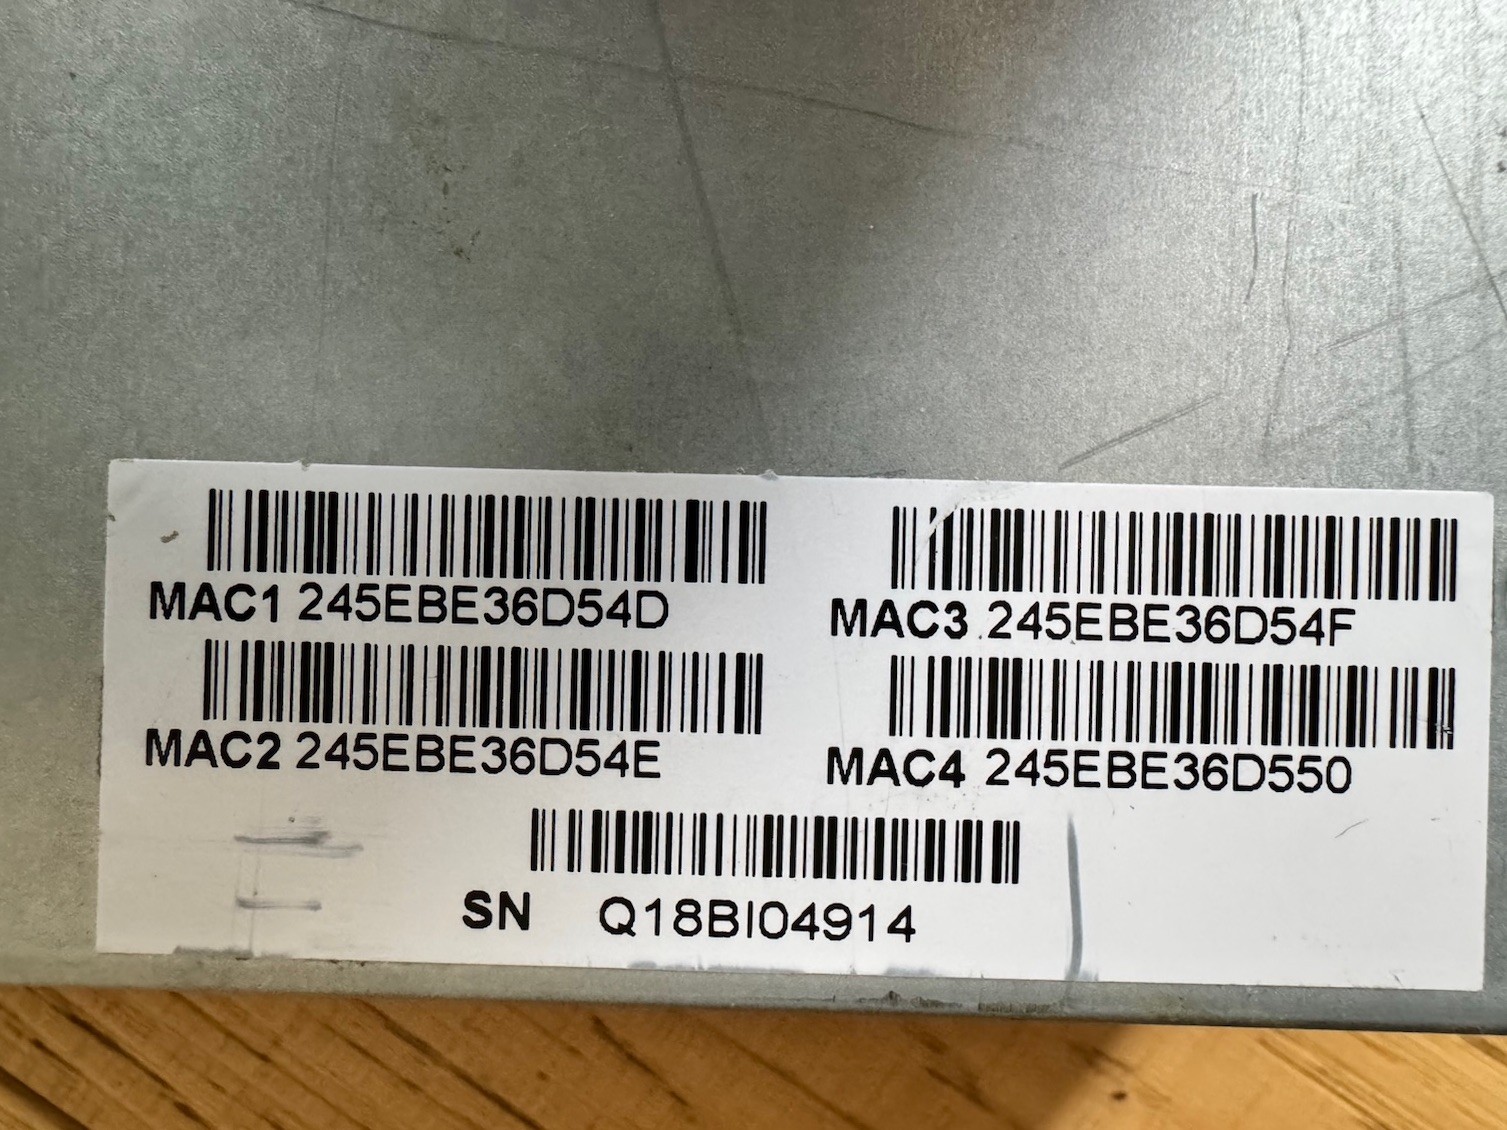 MAC1 245EBE36D54D
MAC3 245EBE36D54F
MAC2 245EBE36D54E
MAC4 245EBE36D550
SN Q18BI04914